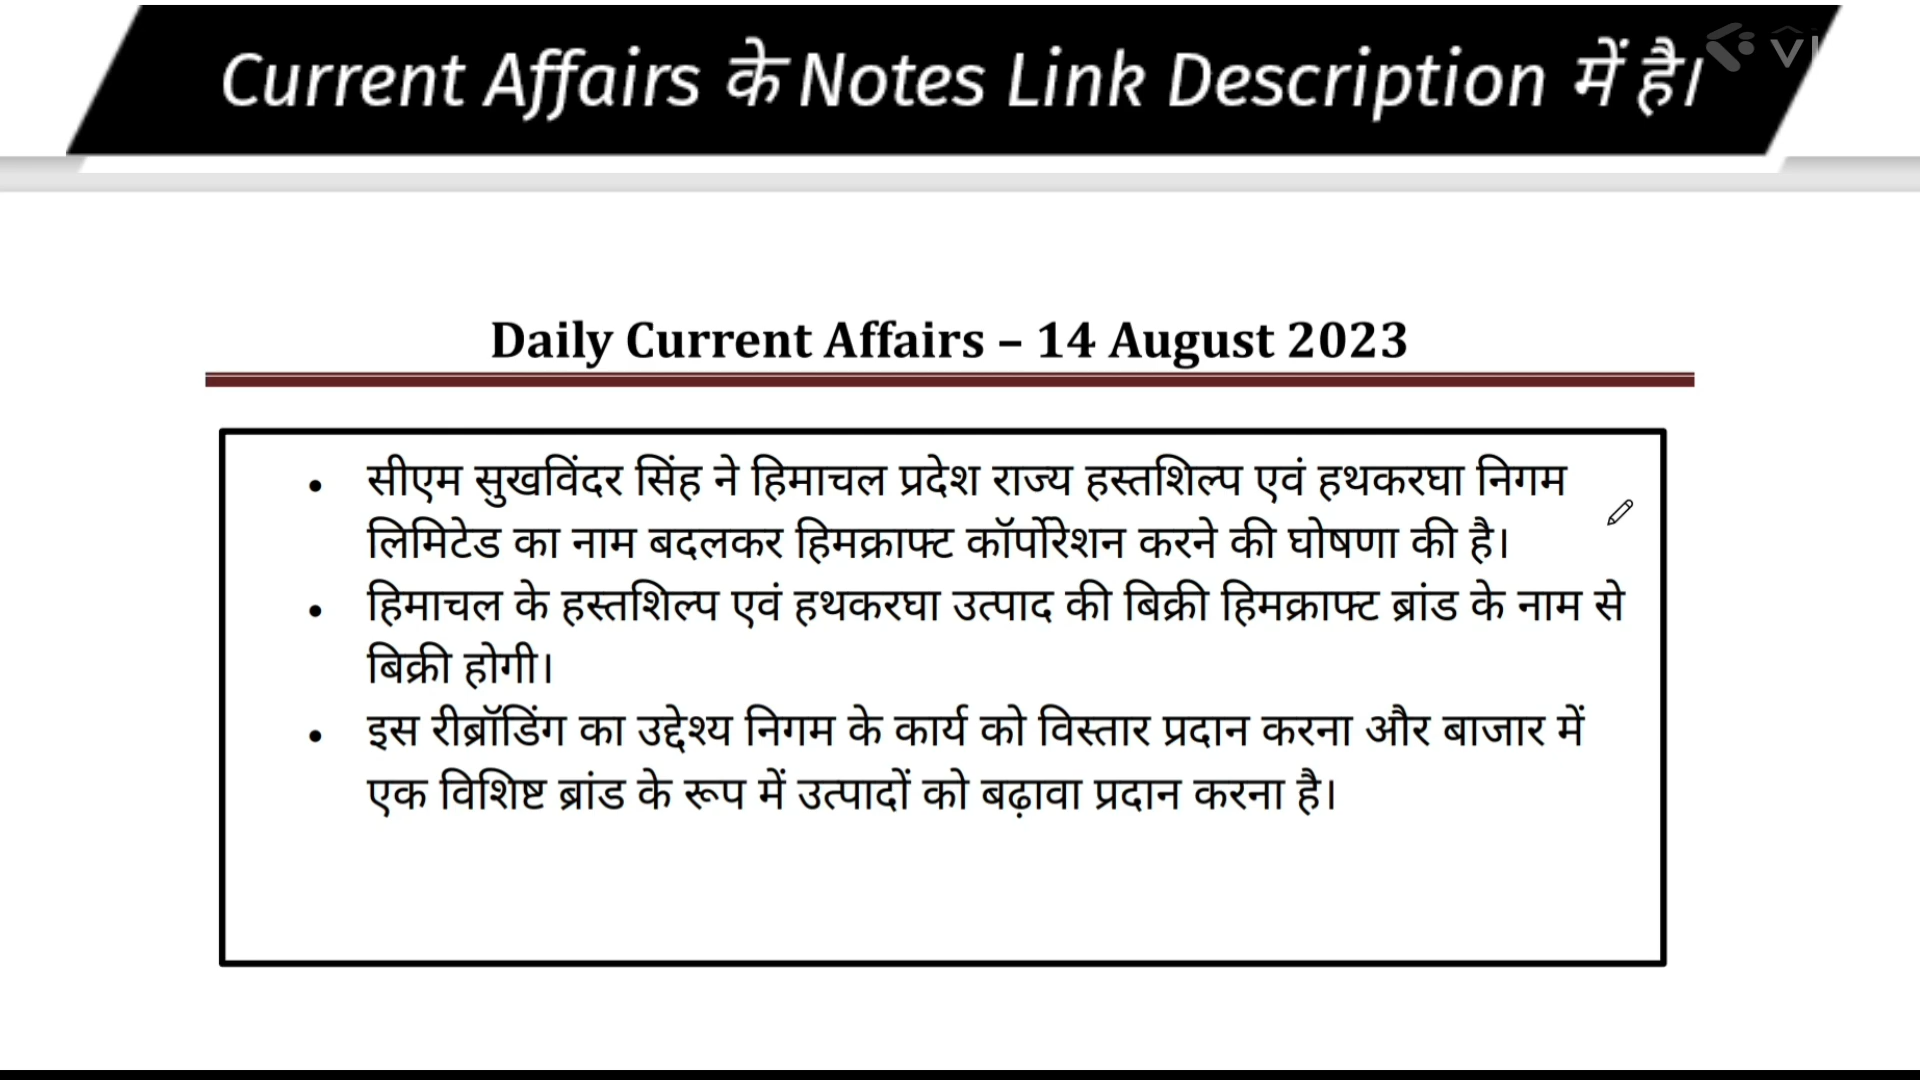 Current Affairs के Notes Link Description में है।
Daily Current Affairs – 14 August 2023
• सीएम सुखविंदर सिंह ने हिमाचल प्रदेश राज्य हस्तशिल्प एवं हथकरघा निगम
लिमिटेड का नाम बदलकर हिमक्राफ्ट कॉर्पोरेशन करने की घोषणा की है।
• हिमाचल के हस्तशिल्प एवं हथकरघा उत्पाद की बिक्री हिमक्राफ्ट ब्रांड के नाम से
बिक्री होगी।
• इस रीब्रॉडिंग का उद्देश्य निगम के कार्य को विस्तार प्रदान करना और बाजार में
एक विशिष्ट ब्रांड के रूप में उत्पादों को बढ़ावा प्रदान करना है।